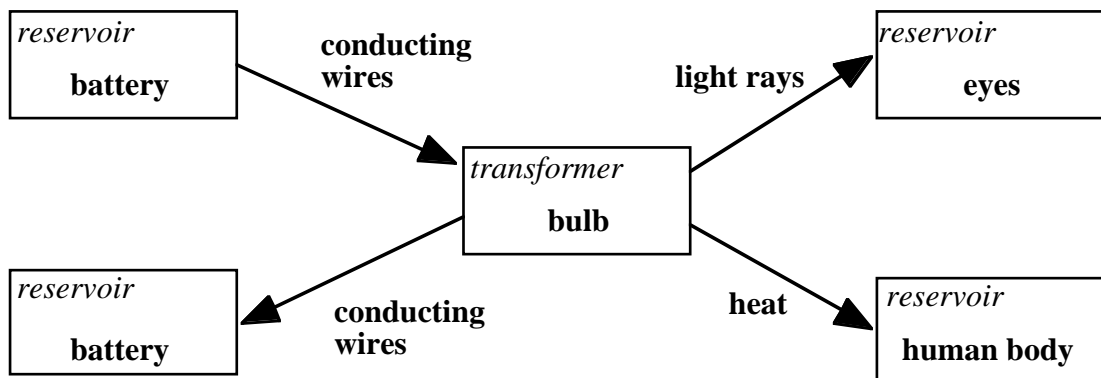 reservoir
battery
conducting
wires
light rays
reservoir
eyes
transformer
bulb
reservoir
battery
conducting
wires
heat
reservoir
human body